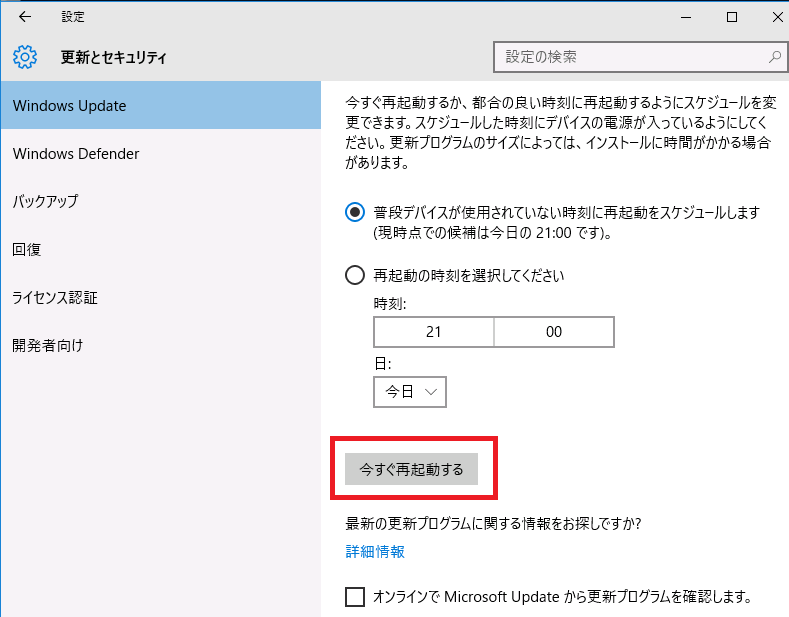 設定
更新とセキュリティ
設定の検索
Windows Update
Windows Defender
バックアップ
回復
ライセンス認証
開発者向け
今すぐ再起動するか、都合の良い時刻に再起動するようにスケジュールを変
更できます。スケジュールした時刻にデバイスの電源が入っているようにしてく
ださい。更新プログラムのサイズによっては、インストールに時間がかかる場合
があります。
普段デバイスが使用されていない時刻に再起動をスケジュールします
(現時点での候補は今日の 21:00 です)。
再起動の時刻を選択してください
時刻:
21 00
日:
今日
今すぐ再起動する
最新の更新プログラムに関する情報をお探しですか?
詳細情報
オンラインで Microsoft Update から更新プログラムを確認します。